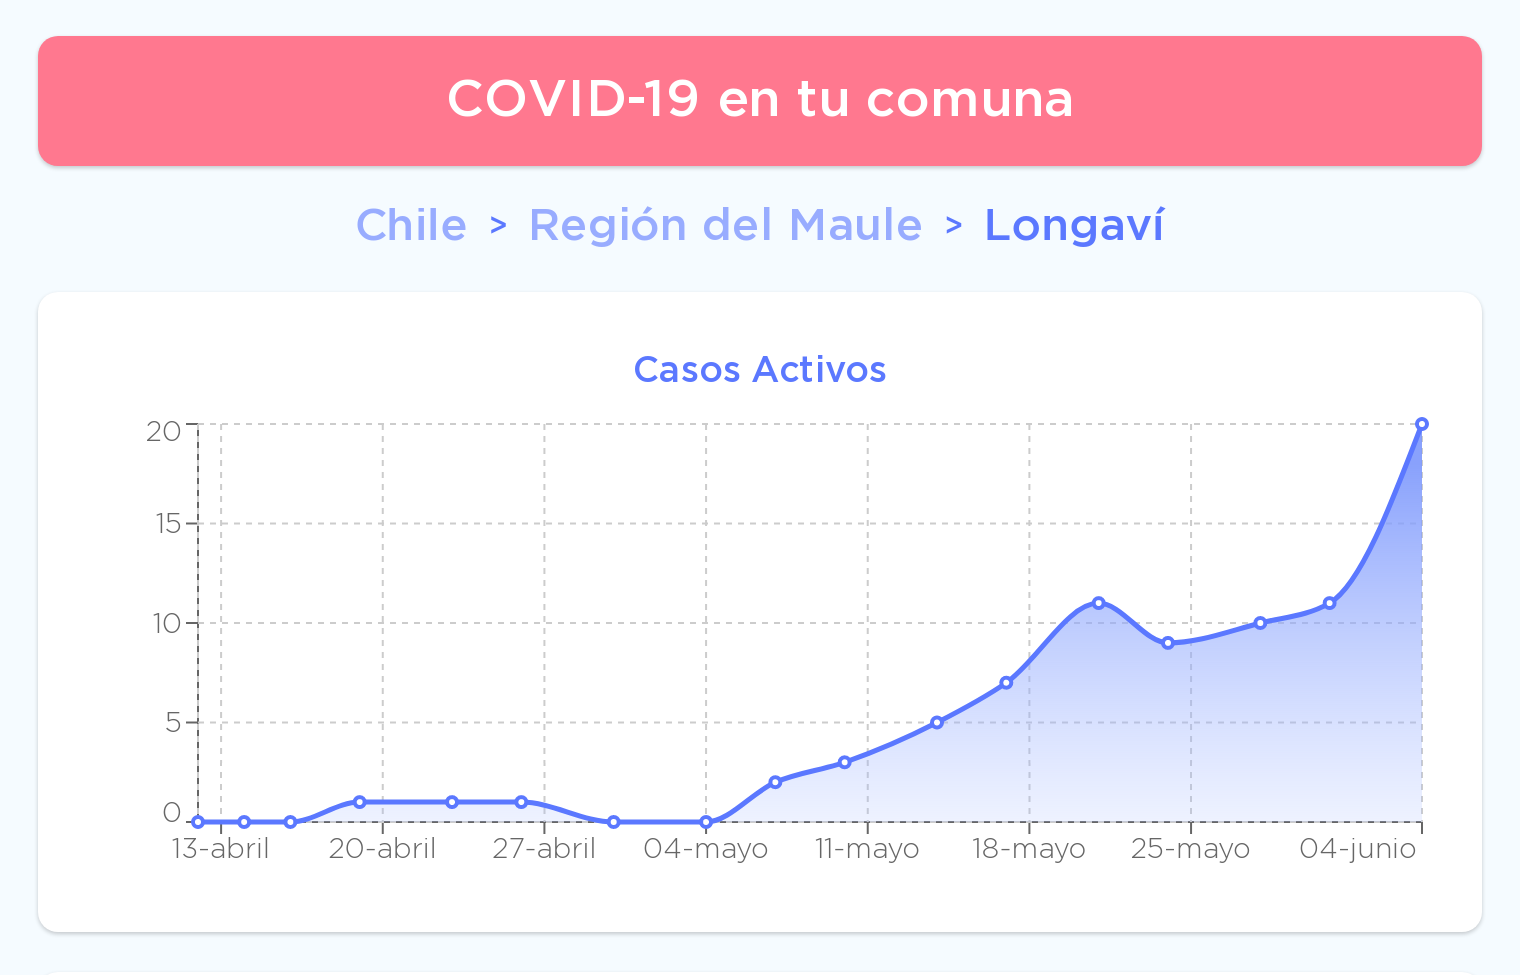 COVID-19 en tu comuna
Chile > Región del Maule > Longaví
Casos Activos
20
15
10
5
0
13-abril 20-abril 27-abril 04-mayo 11-mayo 18-mayo 25-mayo 04-junio